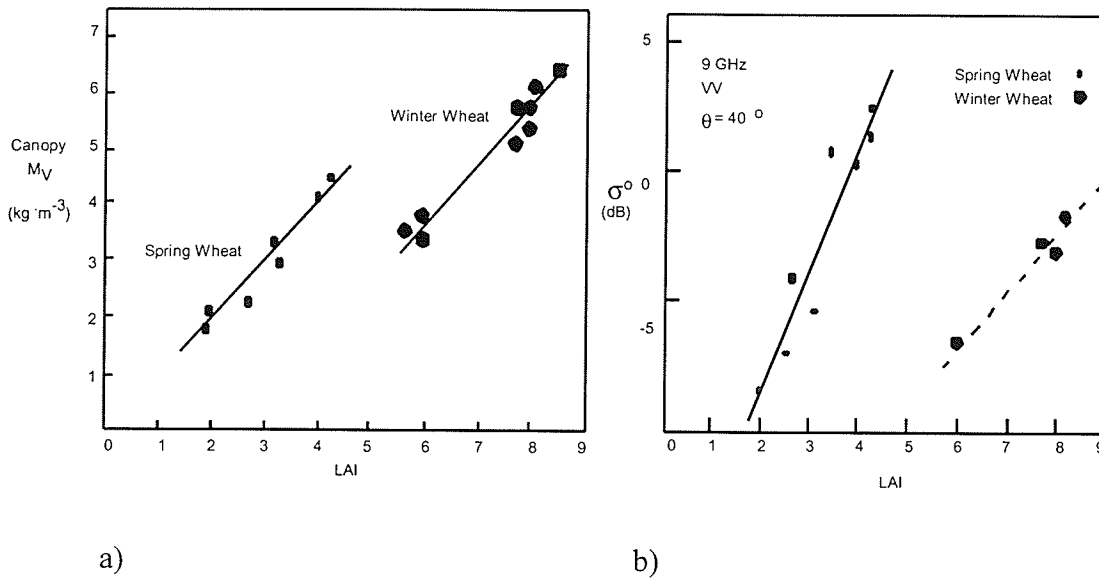 7
6
5
4
3
2
1
0
Canopy
M_V
(kg·m^-3)
Winter Wheat
Spring Wheat
0 1 2 3 4 5 6 7 8 9
LAI
a)
5
0
-5
σ°
(dB)
9 GHz
VV
θ = 40 °
Spring Wheat
Winter Wheat
0 1 2 3 4 5 6 7 8 9
LAI
b)